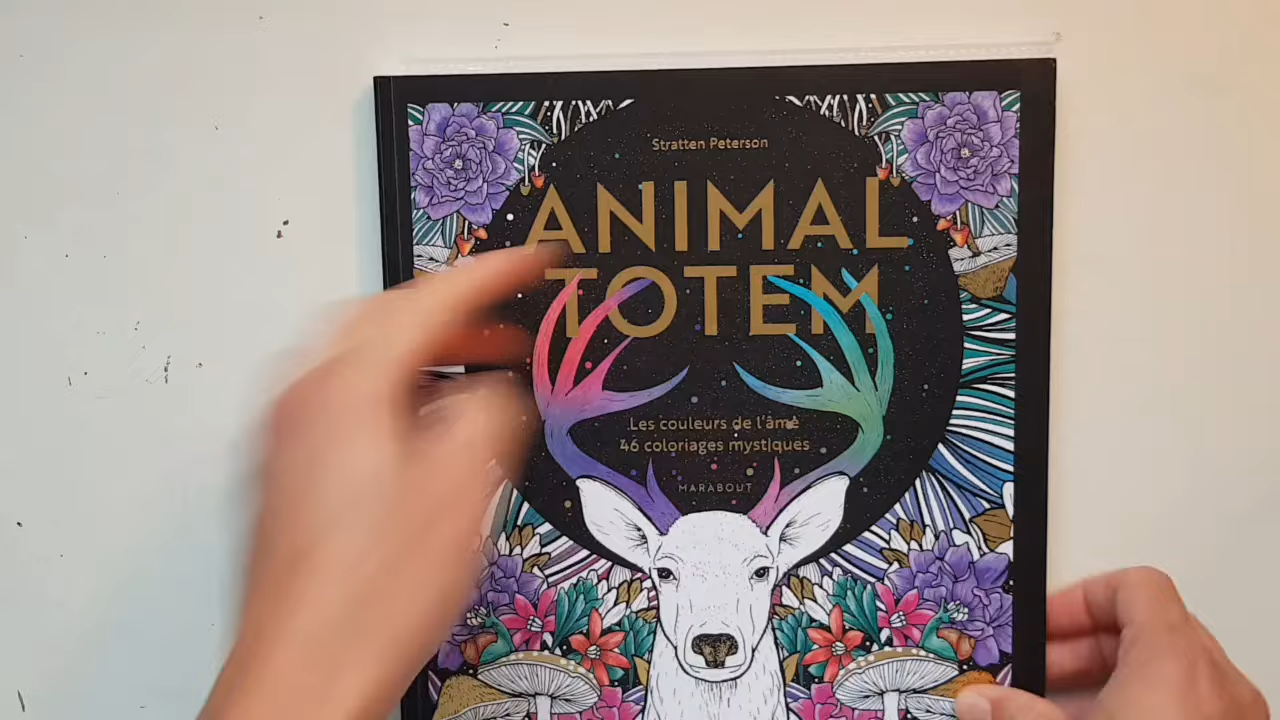 Stratten Peterson
ANIMAL
TOTEM
Les couleurs de l'âme
46 coloriages mystiques
MARABOUT